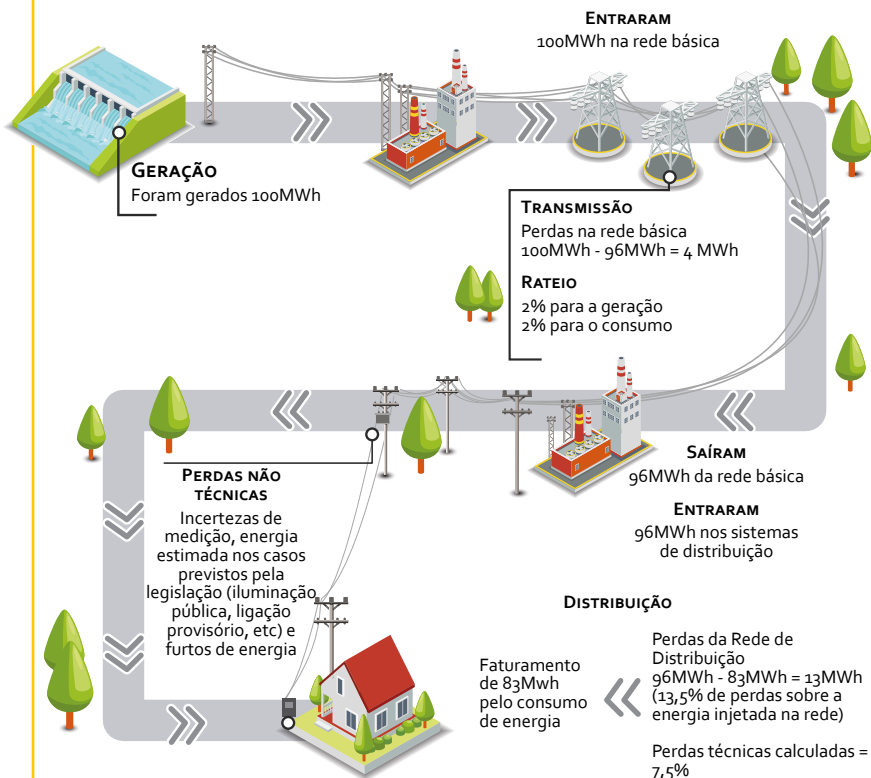 Entraram
100MWh na rede básica
Geração
Foram gerados 100MWh
Transmissão
Perdas na rede básica
100MWh - 96MWh = 4 MWh
Rateio
2% para a geração
2% para o consumo
Saíram
96MWh da rede básica
Entraram
96MWh nos sistemas
de distribuição
Perdas não
técnicas
Incertezas de
medição, energia
estimada nos casos
previstos pela
legislação (iluminação
pública, ligação
provisório, etc) e
furtos de energia
Distribuição
Perdas da Rede de
Distribuição
96MWh - 83MWh = 13MWh
(13,5% de perdas sobre a
energia injetada na rede)
Perdas técnicas calculadas =
7,5%
Faturamento
de 83Mwh
pelo consumo
de energia